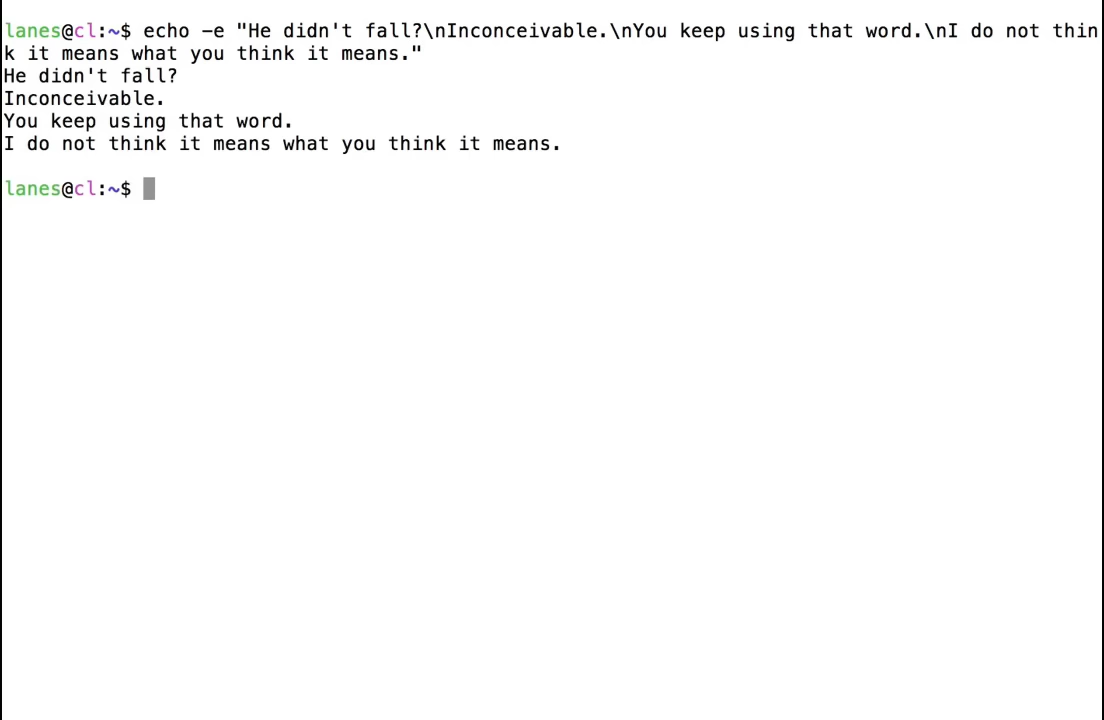 lanes@cl:~$ echo -e "He didn't fall?\nInconceivable.\nYou keep using that word.\nI do not thin
k it means what you think it means."
He didn't fall?
Inconceivable.
You keep using that word.
I do not think it means what you think it means.
lanes@cl:~$